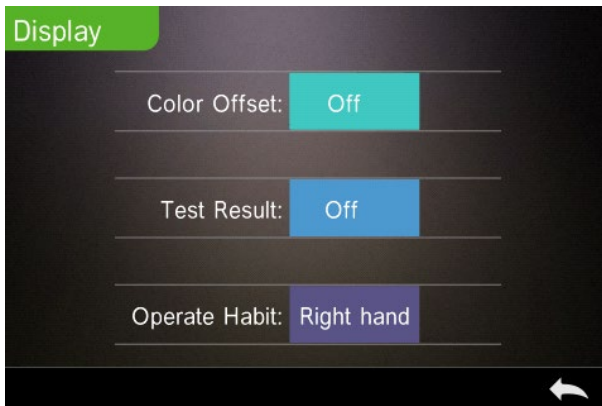 Display
Color Offset: Off
Test Result: Off
Operate Habit: Right hand